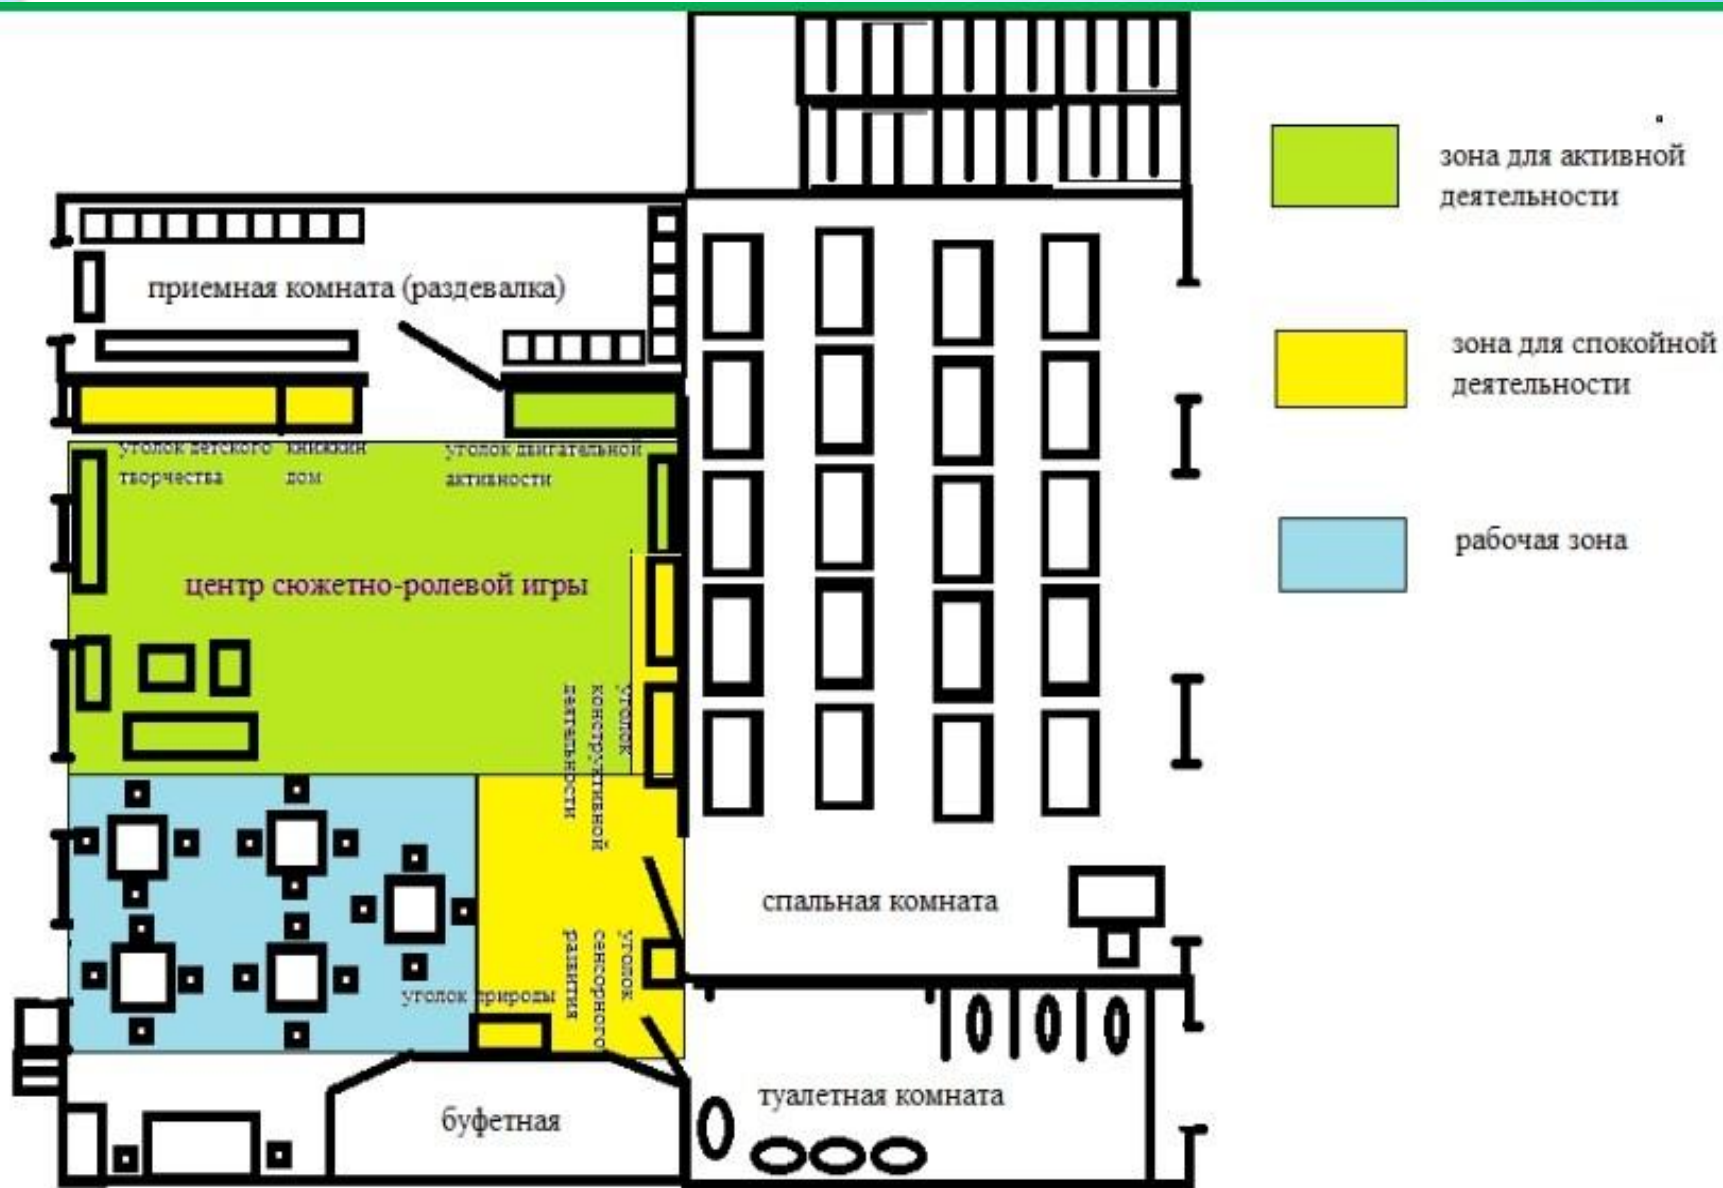 зона для активной
деятельности
приемная комната (раздевалка)
зона для спокойной
деятельности
уголок детского
творчества
книжкин
дом
уголок двигательной
активности
рабочая зона
центр сюжетно-ролевой игры
уголок
конструктивной
деятельности
спальная комната
уголок
сенсорного
развития
уголок природы
туалетная комната
буфетная